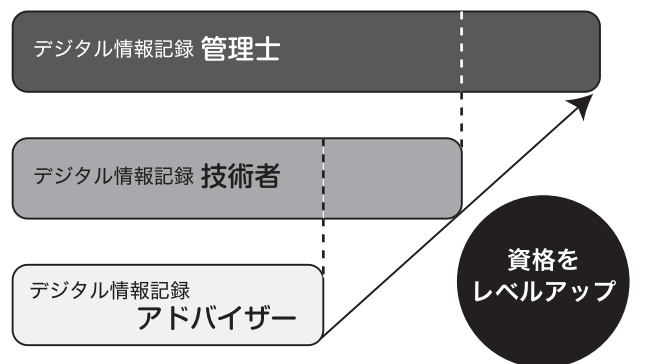 デジタル情報記録 管理士
デジタル情報記録 技術者
デジタル情報記録
アドバイザー
資格を
レベルアップ